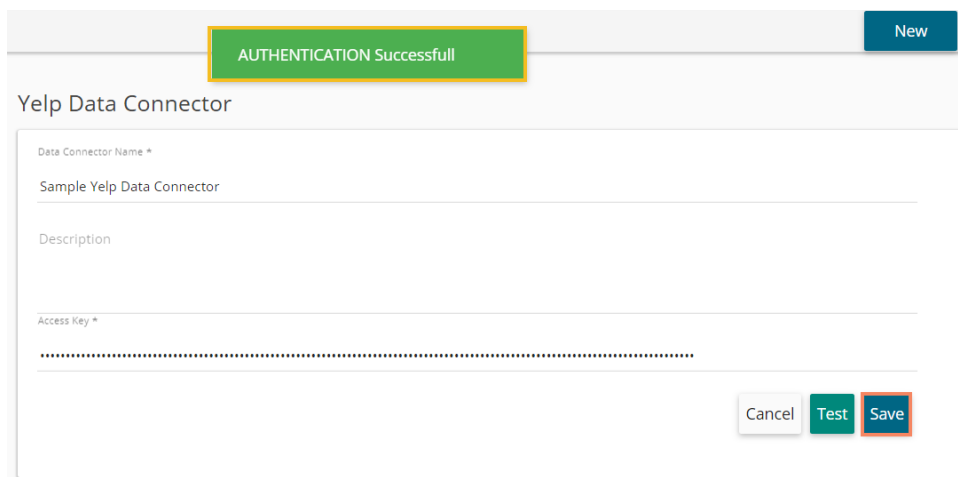 New
AUTHENTICATION Successfull
Yelp Data Connector
Data Connector Name *
Sample Yelp Data Connector
Description
Access Key *
Cancel Test Save